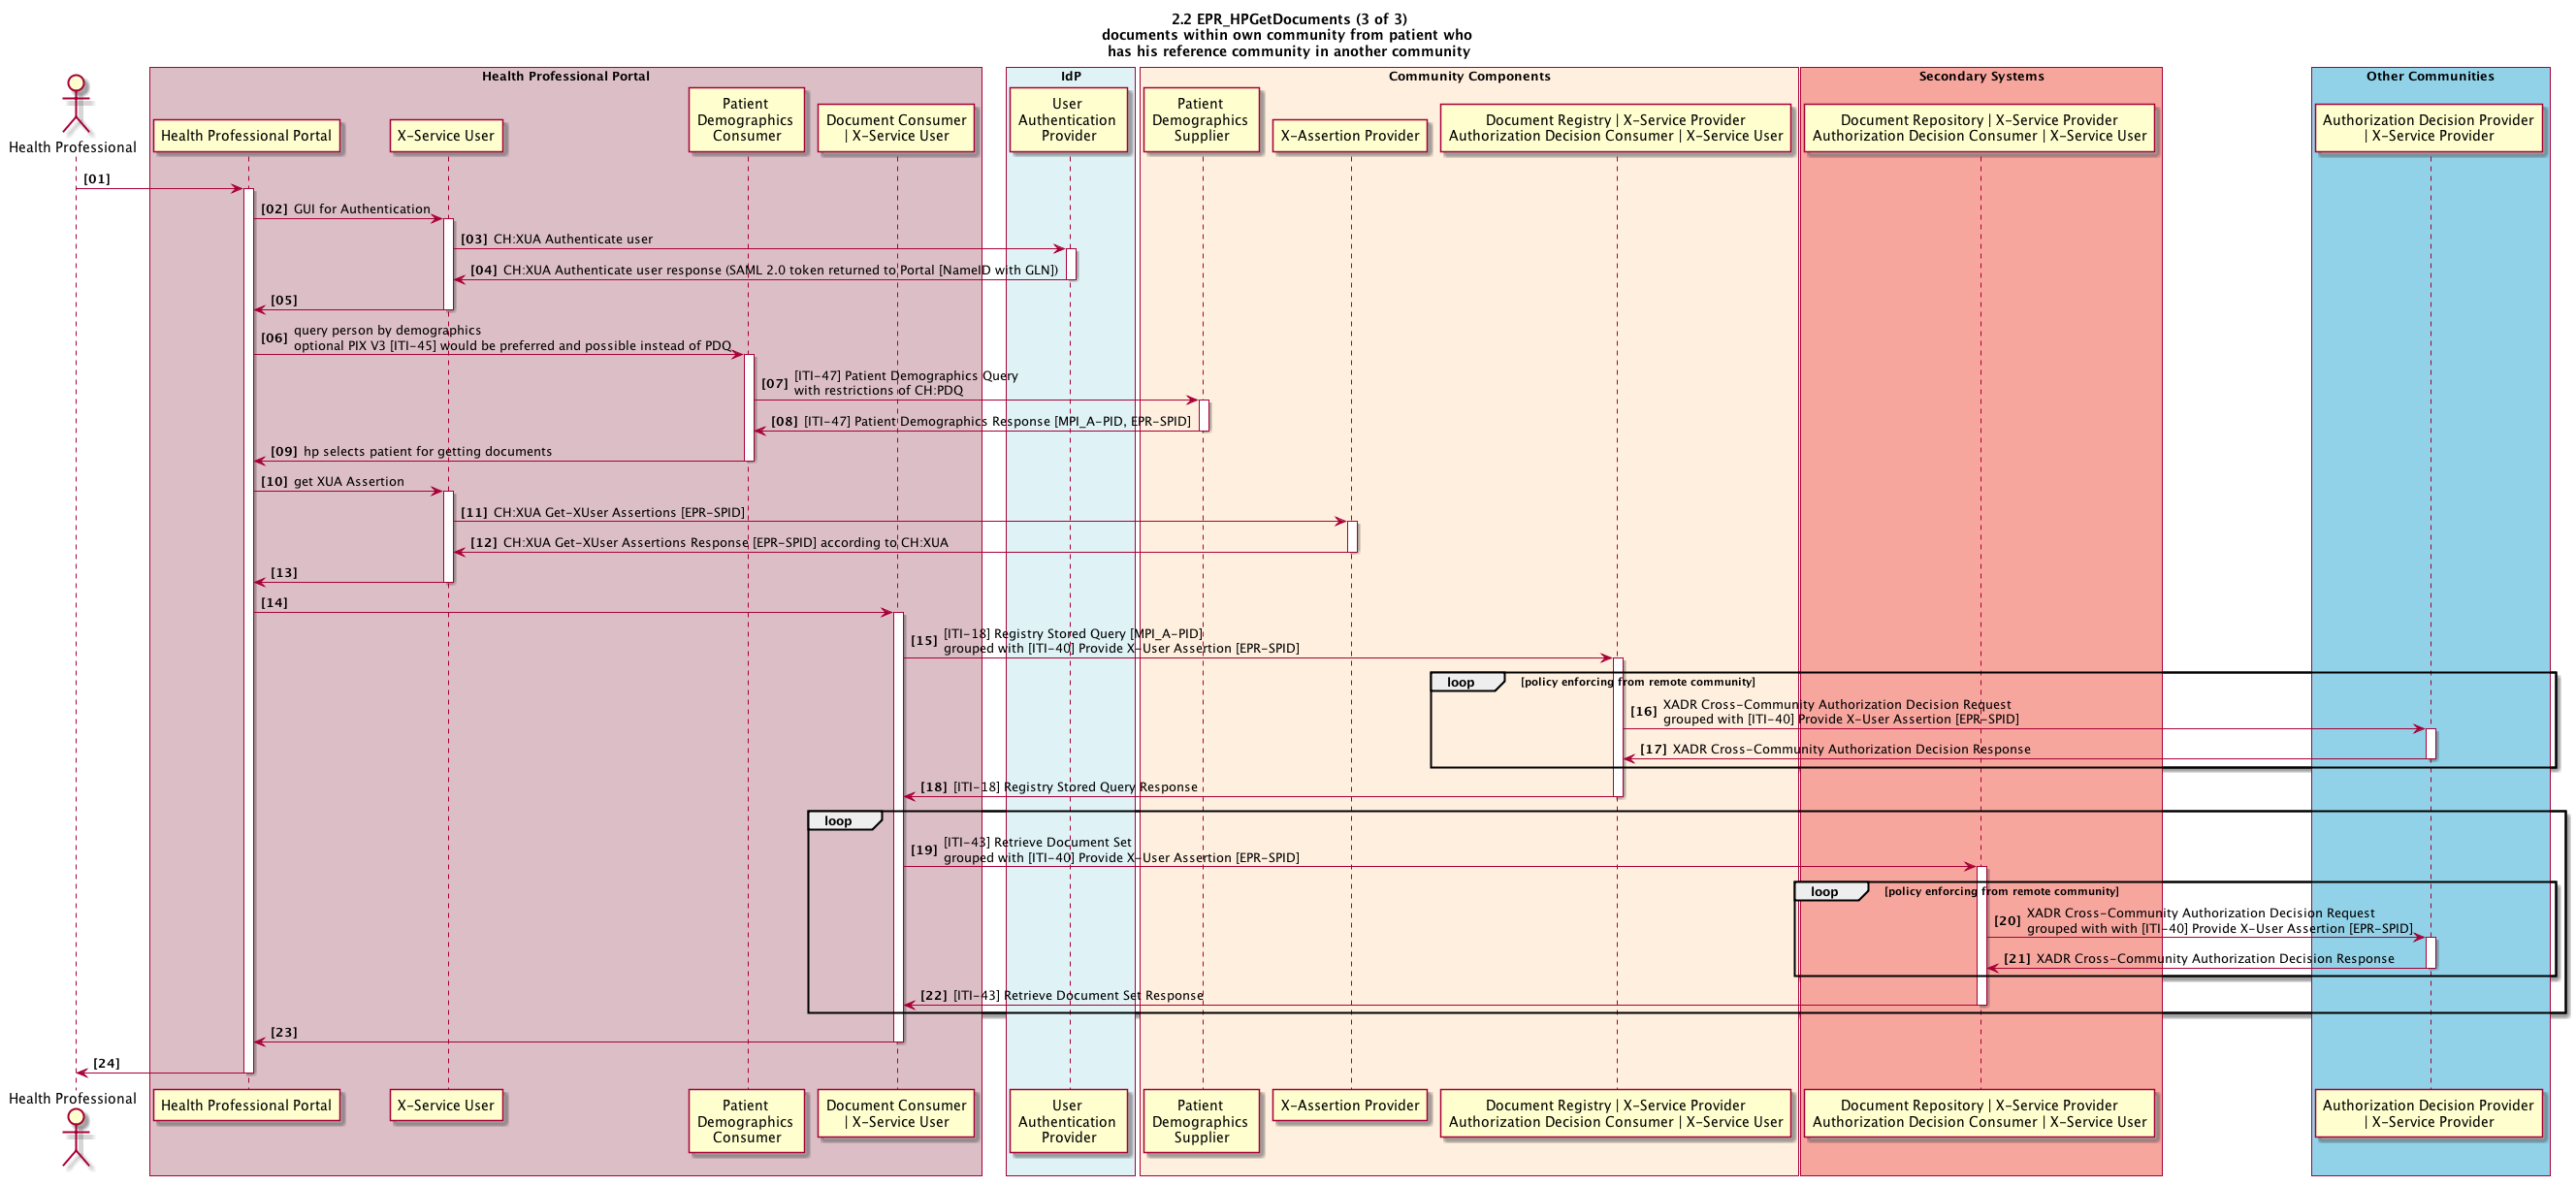 2.2 EPR_HPGetDocuments (3 of 3)
documents within own community from patient who
has his reference community in another community
Health Professional Portal
IdP
Community Components
Secondary Systems
Other Communities
Health Professional
Health Professional Portal
X-Service User
Patient
Demographics
Consumer
Document Consumer
| X-Service User
User
Authentication
Provider
Patient
Demographics
Supplier
X-Assertion Provider
Document Registry | X-Service Provider
Authorization Decision Consumer | X-Service User
Document Repository | X-Service Provider
Authorization Decision Consumer | X-Service User
Authorization Decision Provider
| X-Service Provider
[01]
[02] GUI for Authentication
[03] CH:XUA Authenticate user
[04] CH:XUA Authenticate user response (SAML 2.0 token returned to Portal [NameID with GLN])
[05]
[06] query person by demographics
optional PIX V3 [ITI-45] would be preferred and possible instead of PDQ
[07] [ITI-47] Patient Demographics Query
with restrictions of CH:PDQ
[08] [ITI-47] Patient Demographics Response [MPI_A-PID, EPR-SPID]
[09] hp selects patient for getting documents
[10] get XUA Assertion
[11] CH:XUA Get-XUser Assertions [EPR-SPID]
[12] CH:XUA Get-XUser Assertions Response [EPR-SPID] according to CH:XUA
[13]
[14]
[15] [ITI-18] Registry Stored Query [MPI_A-PID]
grouped with [ITI-40] Provide X-User Assertion [EPR-SPID]
loop [policy enforcing from remote community]
[16] XADR Cross-Community Authorization Decision Request
grouped with [ITI-40] Provide X-User Assertion [EPR-SPID]
[17] XADR Cross-Community Authorization Decision Response
[18] [ITI-18] Registry Stored Query Response
loop
[19] [ITI-43] Retrieve Document Set
grouped with [ITI-40] Provide X-User Assertion [EPR-SPID]
loop [policy enforcing from remote community]
[20] XADR Cross-Community Authorization Decision Request
grouped with with [ITI-40] Provide X-User Assertion [EPR-SPID]
[21] XADR Cross-Community Authorization Decision Response
[22] [ITI-43] Retrieve Document Set Response
[23]
[24]
Health Professional
Health Professional Portal
X-Service User
Patient
Demographics
Consumer
Document Consumer
| X-Service User
User
Authentication
Provider
Patient
Demographics
Supplier
X-Assertion Provider
Document Registry | X-Service Provider
Authorization Decision Consumer | X-Service User
Document Repository | X-Service Provider
Authorization Decision Consumer | X-Service User
Authorization Decision Provider
| X-Service Provider